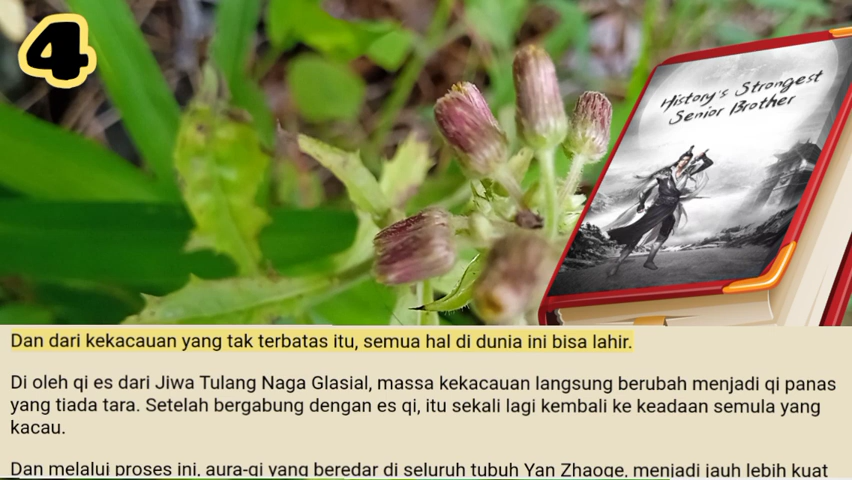 4
History's Strongest
Senior Brother
Dan dari kekacauan yang tak terbatas itu, semua hal di dunia ini bisa lahir.
Di oleh qi es dari Jiwa Tulang Naga Glasial, massa kekacauan langsung berubah menjadi qi panas
yang tiada tara. Setelah bergabung dengan es qi, itu sekali lagi kembali ke keadaan semula yang
kacau.
Dan melalui proses ini, aura-qi yang beredar di seluruh tubuh Yan Zhaoge, menjadi jauh lebih kuat